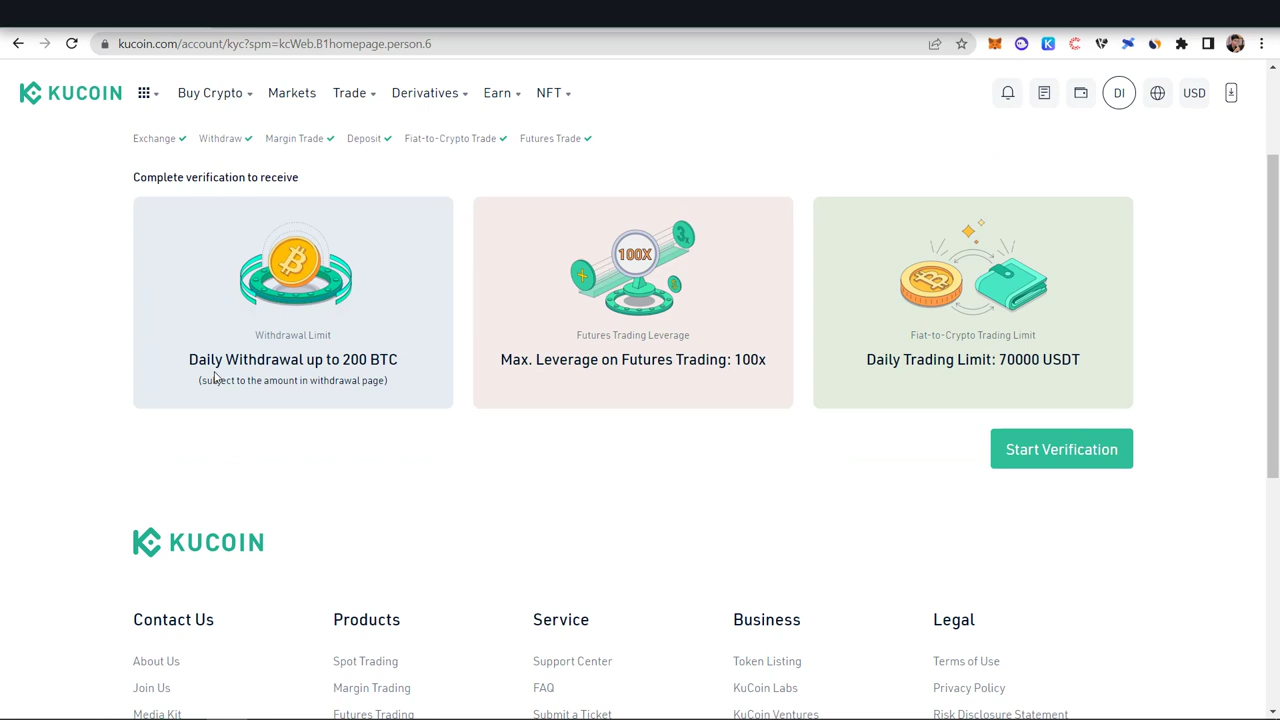 kucoin.com/account/kyc?spm=kcWeb.B1homepage.person.6
KUCOIN Buy Crypto Markets Trade Derivatives Earn NFT DI USD
Exchange Withdraw Margin Trade Deposit Fiat-to-Crypto Trade Futures Trade
Complete verification to receive
100X 3x
Withdrawal Limit Futures Trading Leverage Fiat-to-Crypto Trading Limit
Daily Withdrawal up to 200 BTC Max. Leverage on Futures Trading: 100x Daily Trading Limit: 70000 USDT
(subject to the amount in withdrawal page)
Start Verification
KUCOIN
Contact Us Products Service Business Legal
About Us Spot Trading Support Center Token Listing Terms of Use
Join Us Margin Trading FAQ KuCoin Labs Privacy Policy
Media Kit Futures Trading Submit a Ticket KuCoin Ventures Risk Disclosure Statement